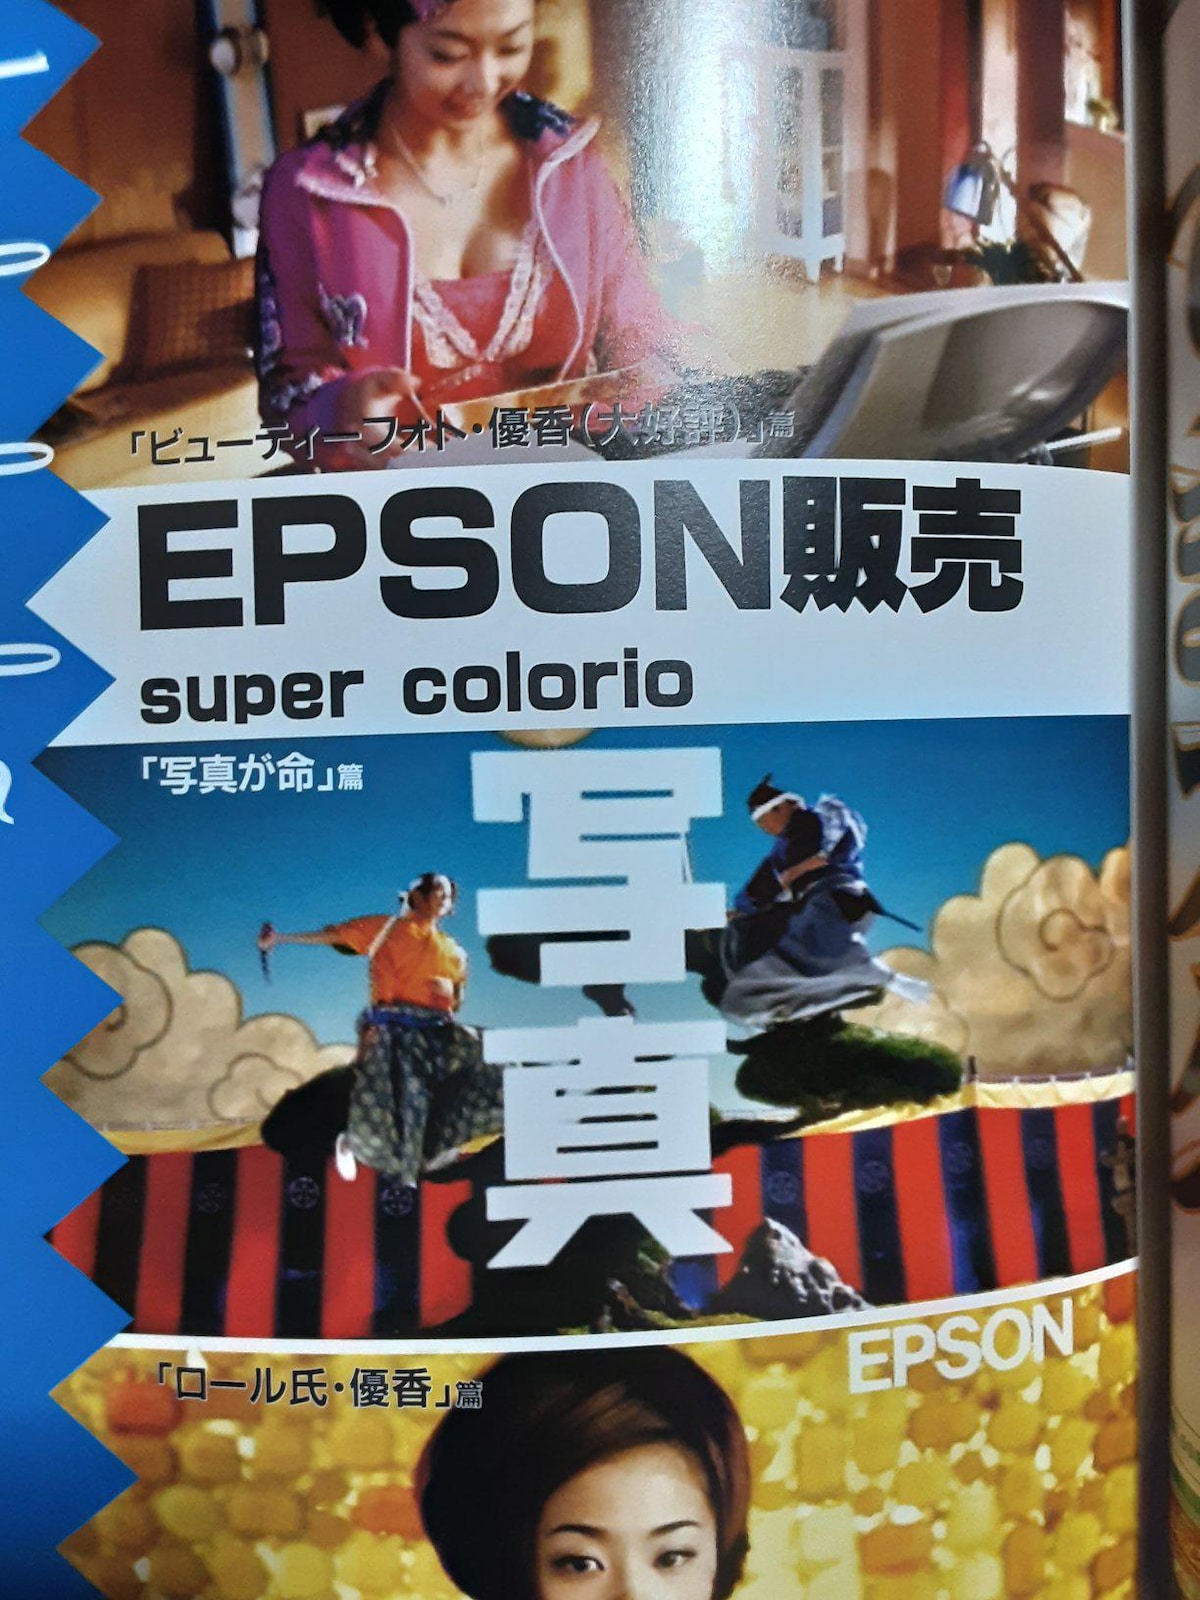 「ビューティーフォト・優香(大好評)」篇
EPSON販売
super colorio
「写真が命」篇
写真
EPSON
「ロール氏・優香」篇